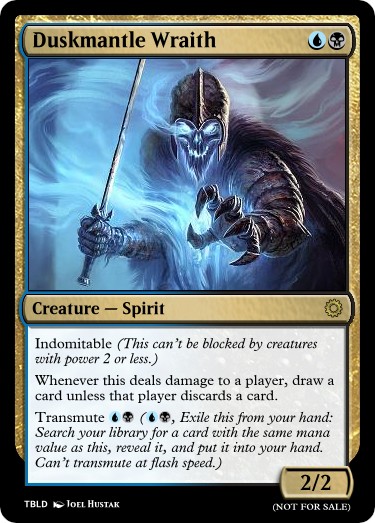 Duskmantle Wraith
Creature — Spirit
Indomitable (This can't be blocked by creatures
with power 2 or less.)
Whenever this deals damage to a player, draw a
card unless that player discards a card.
Transmute (, Exile this from your hand:
Search your library for a card with the same mana
value as this, reveal it, and put it into your hand.
Can't transmute at flash speed.)
2/2
TBLD Joel Hustak
(NOT FOR SALE)